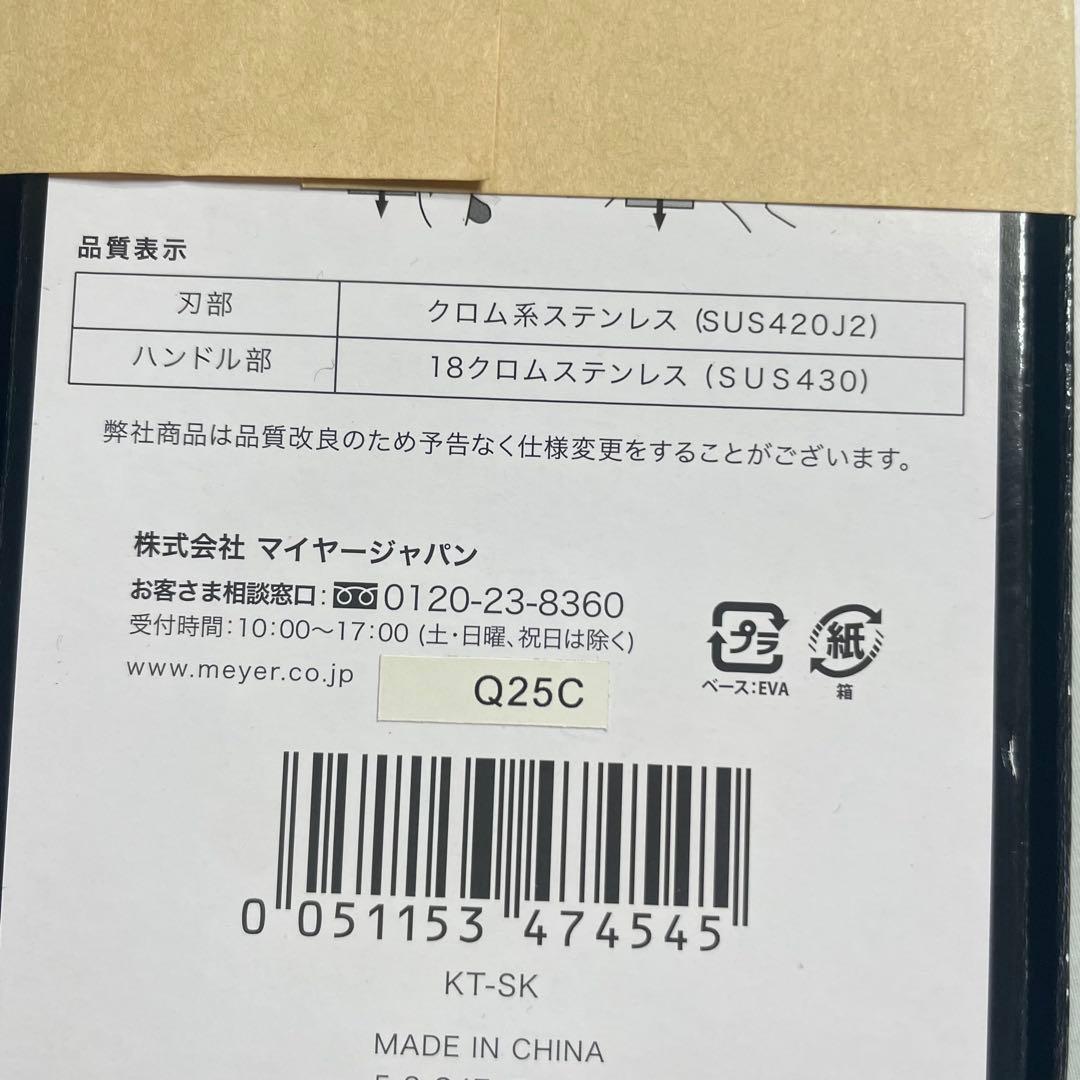 品質表示
刃部 クロム系ステンレス (SUS420J2)
ハンドル部 18クロムステンレス (SUS430)
弊社商品は品質改良のため予告なく仕様変更をすることがございます。
株式会社 マイヤージャパン
お客さま相談窓口: 0120-23-8360
受付時間:10:00〜17:00 (土・日曜、祝日は除く)
www.meyer.co.jp
Q25C
プラ
ベース:EVA
紙
箱
0 051153 474545
KT-SK
MADE IN CHINA